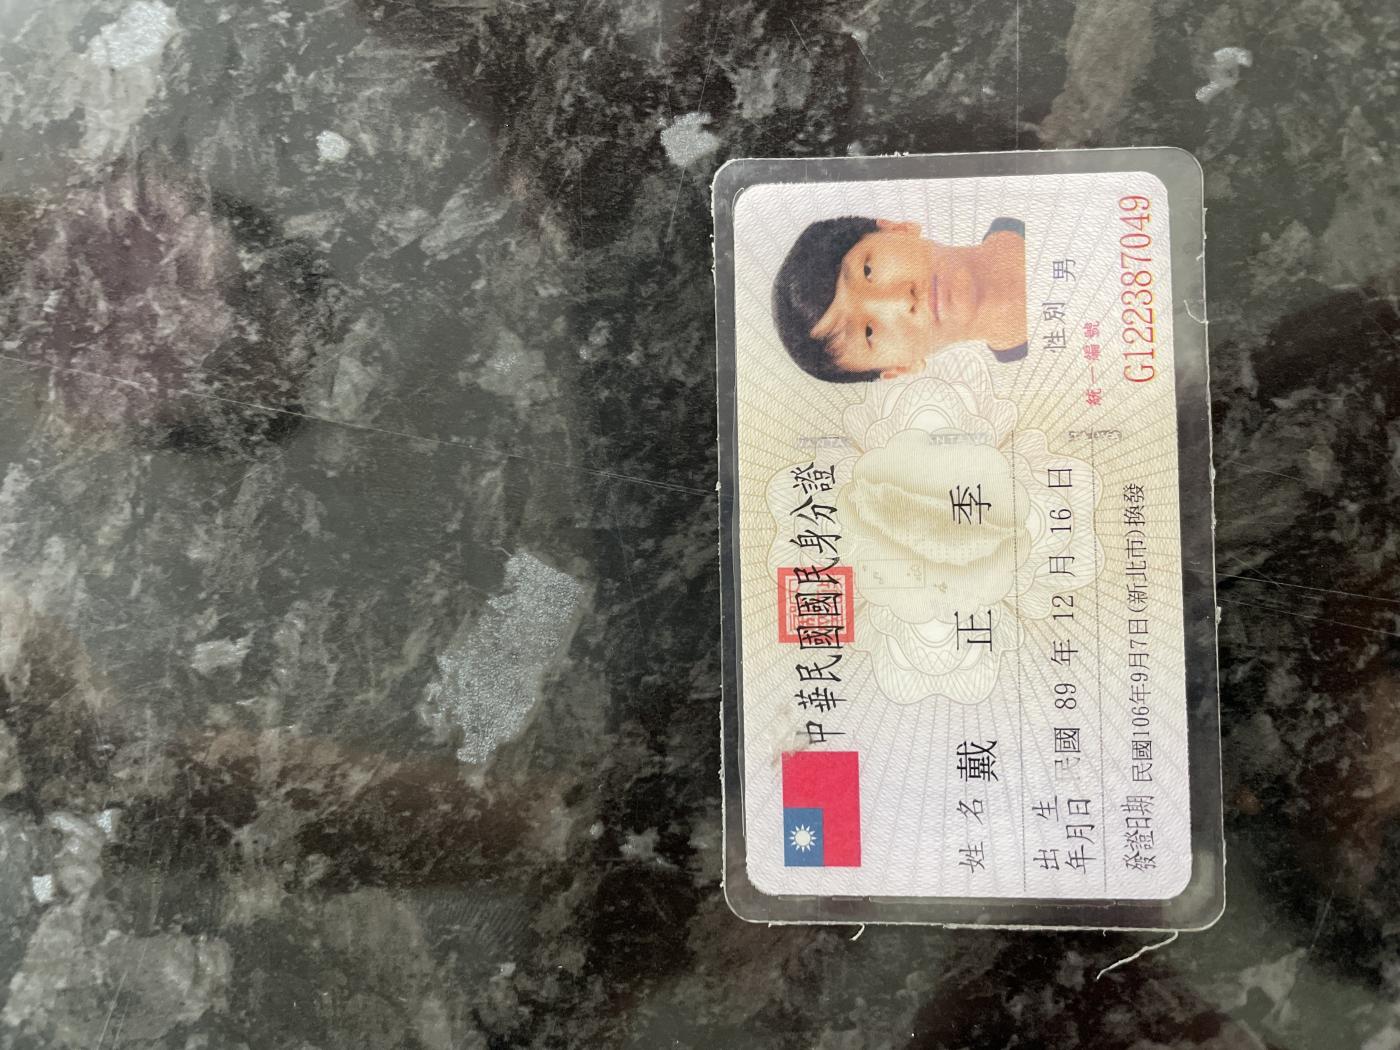 中華民國國民身分證
姓名 戴正季
出生年月日 民國 89 年 12 月 16 日
性別 男
發證日期 民國106年9月7日(新北市)換發
統一編號
G122387049